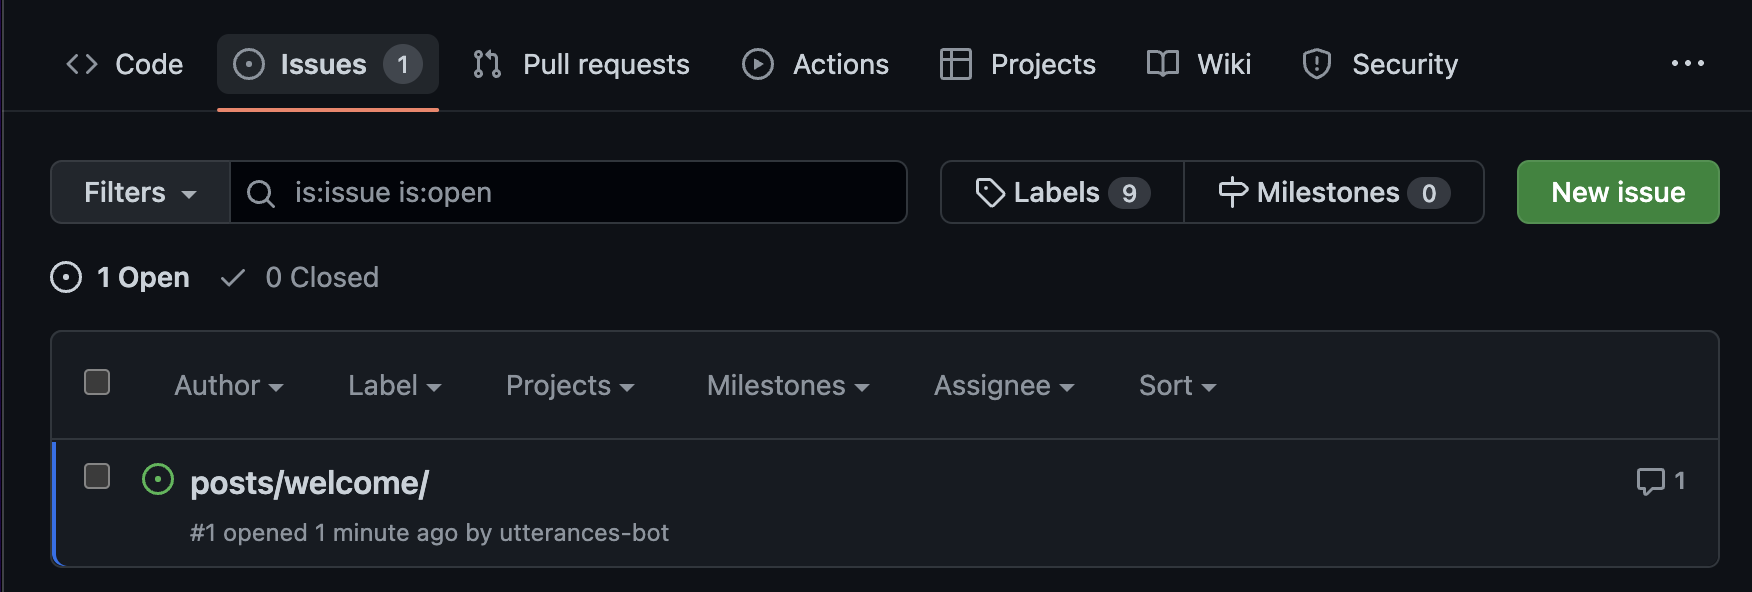 Code Issues 1 Pull requests Actions Projects Wiki Security
Filters is:issue is:open Labels 9 Milestones 0 New issue
1 Open 0 Closed
Author Label Projects Milestones Assignee Sort
posts/welcome/ 1
#1 opened 1 minute ago by utterances-bot